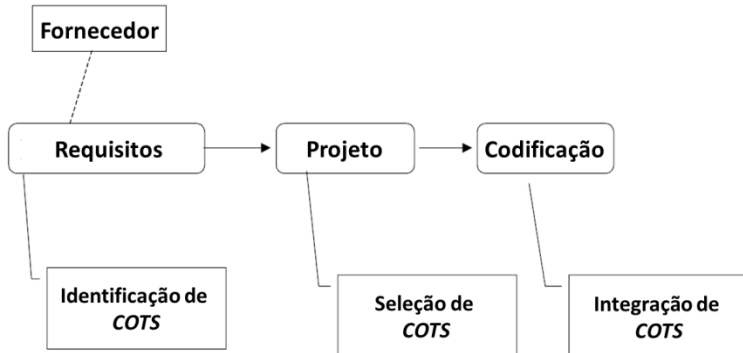 Fornecedor
Requisitos
Projeto
Codificação
Identificação de
COTS
Seleção de
COTS
Integração de
COTS